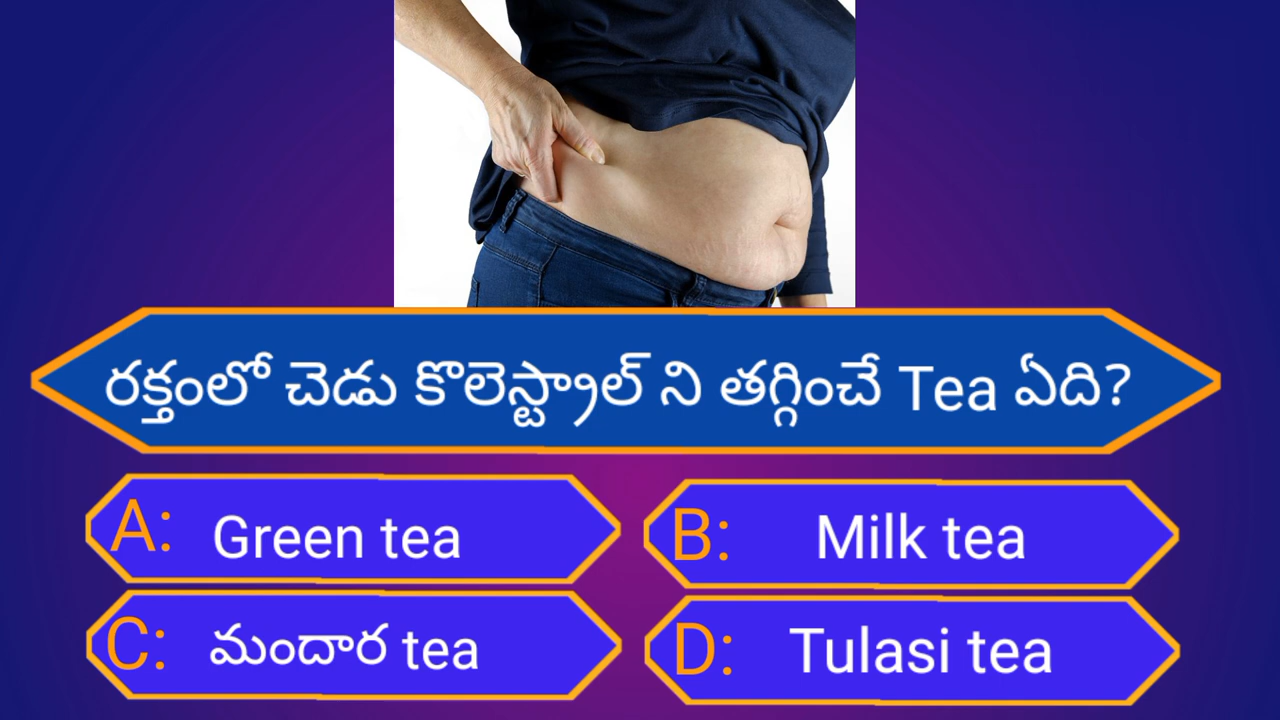 రక్తంలో చెడు కొలెస్ట్రాల్ ని తగ్గించే Tea ఏది?
A: Green tea
B: Milk tea
C: మందార tea
D: Tulasi tea